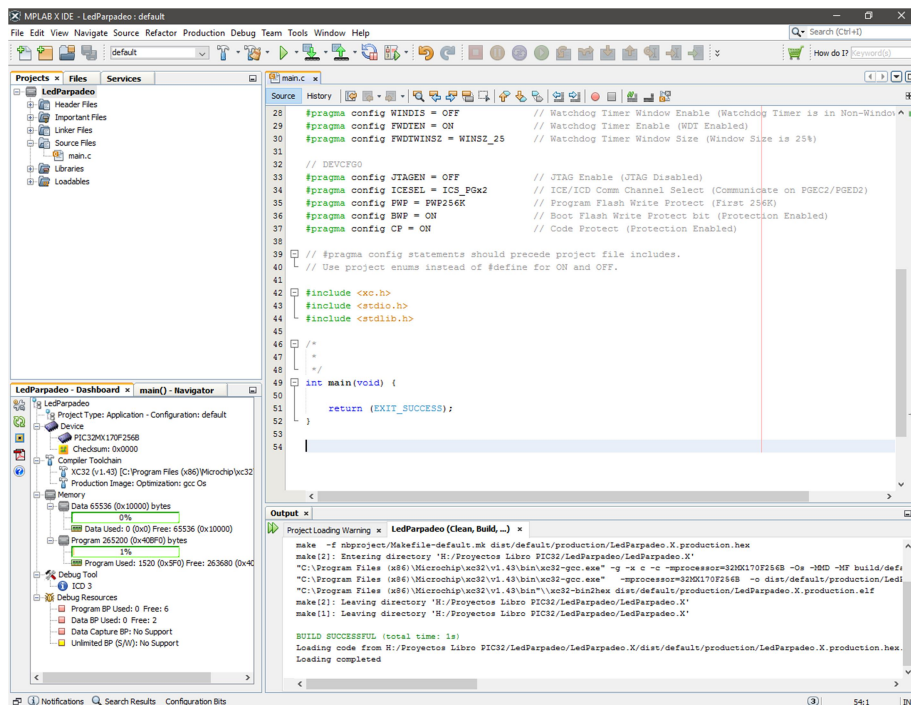 MPLAB X IDE - LedParpadeo : default
File Edit View Navigate Source Refactor Production Debug Team Tools Window Help
Search (Ctrl+I)
default
How do I? Keyword(s)
Projects × Files Services
LedParpadeo
Header Files
Important Files
Linker Files
Source Files
main.c
Libraries
Loadables
LedParpadeo - Dashboard × main() - Navigator
LedParpadeo
Project Type: Application - Configuration: default
Device
PIC32MX170F256B
Checksum: 0x0000
Compiler Toolchain
XC32 (v1.43) [C:\Program Files (x86)\Microchip\xc32
Production Image: Optimization: gcc Os
Memory
Data 65536 (0x10000) bytes
0%
Data Used: 0 (0x0) Free: 65536 (0x10000)
Program 265200 (0x40BF0) bytes
1%
Program Used: 1520 (0x5F0) Free: 263680 (0x40
Debug Tool
ICD 3
Debug Resources
Program BP Used: 0 Free: 6
Data BP Used: 0 Free: 2
Data Capture BP: No Support
Unlimited BP (S/W): No Support
main.c ×
Source History
28 #pragma config WINDIS = OFF // Watchdog Timer Window Enable (Watchdog Timer is in Non-Window
29 #pragma config FWDTEN = ON // Watchdog Timer Enable (WDT Enabled)
30 #pragma config FWDTWINSZ = WINSZ_25 // Watchdog Timer Window Size (Window Size is 25%)
31
32 // DEVCFG0
33 #pragma config JTAGEN = OFF // JTAG Enable (JTAG Disabled)
34 #pragma config ICESEL = ICS_PGx2 // ICE/ICD Comm Channel Select (Communicate on PGEC2/PGED2)
35 #pragma config PWP = PWP256K // Program Flash Write Protect (First 256K)
36 #pragma config BWP = ON // Boot Flash Write Protect bit (Protection Enabled)
37 #pragma config CP = ON // Code Protect (Protection Enabled)
38
39 // #pragma config statements should precede project file includes.
40 // Use project enums instead of #define for ON and OFF.
41
42 #include <xc.h>
43 #include <stdio.h>
44 #include <stdlib.h>
45
46 /*
47 *
48 */
49 int main(void) {
50
51 return (EXIT_SUCCESS);
52 }
53
54
Output ×
Project Loading Warning × LedParpadeo (Clean, Build, ...) ×
make -f nbproject/Makefile-default.mk dist/default/production/LedParpadeo.X.production.hex
make[2]: Entering directory 'H:/Proyectos Libro PIC32/LedParpadeo/LedParpadeo.X'
"C:\Program Files (x86)\Microchip\xc32\v1.43\bin\xc32-gcc.exe" -g -x c -c -mprocessor=32MX170F256B -Os -MMD -MF build/defa
"C:\Program Files (x86)\Microchip\xc32\v1.43\bin\xc32-gcc.exe" -mprocessor=32MX170F256B -o dist/default/production/Led
"C:\Program Files (x86)\Microchip\xc32\v1.43\bin"\\xc32-bin2hex dist/default/production/LedParpadeo.X.production.elf
make[2]: Leaving directory 'H:/Proyectos Libro PIC32/LedParpadeo/LedParpadeo.X'
make[1]: Leaving directory 'H:/Proyectos Libro PIC32/LedParpadeo/LedParpadeo.X'
BUILD SUCCESSFUL (total time: 1s)
Loading code from H:/Proyectos Libro PIC32/LedParpadeo/LedParpadeo.X/dist/default/production/LedParpadeo.X.production.hex.
Loading completed
Notifications Search Results Configuration Bits
3 54:1 IN